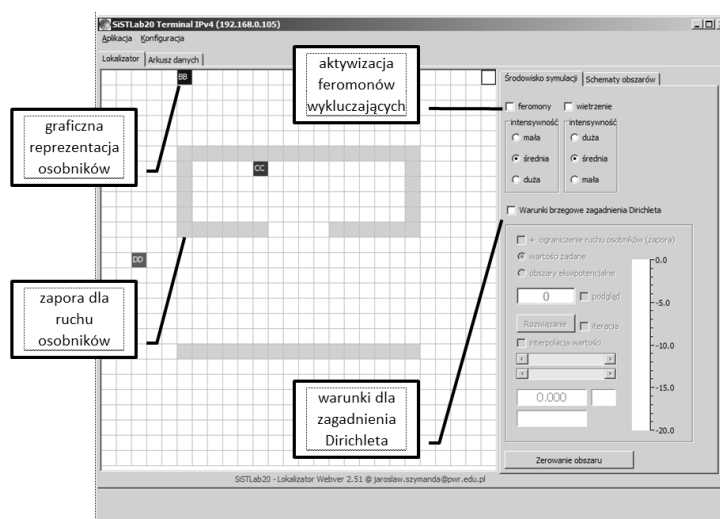 SiSTLab20 Terminal IPv4 (192.168.0.105)
Aplikacja Konfiguracja
Lokalizator Arkusz danych
BB
CC
DD
graficzna
reprezentacja
osobników
zapora dla
ruchu
osobników
aktywizacja
feromonów
wykluczających
warunki dla
zagadnienia
Dirichleta
Środowisko symulacji Schematy obszarów
feromony wietrzenie
intensywność intensywność
mała duża
średnia średnia
duża mała
Warunki brzegowe zagadnienia Dirichleta
+ ograniczenie ruchu osobników (zapora)
wartości zadane
obszary ekwipotencjalne
0 podgląd
Rozwiązanie iteracja
interpolacja wartości
0.000
0.0
-5.0
-10.0
-15.0
-20.0
Zerowanie obszaru
SiSTLab20 - Lokalizator Webver 2.51 @ jaroslaw.szymanda@pwr.edu.pl